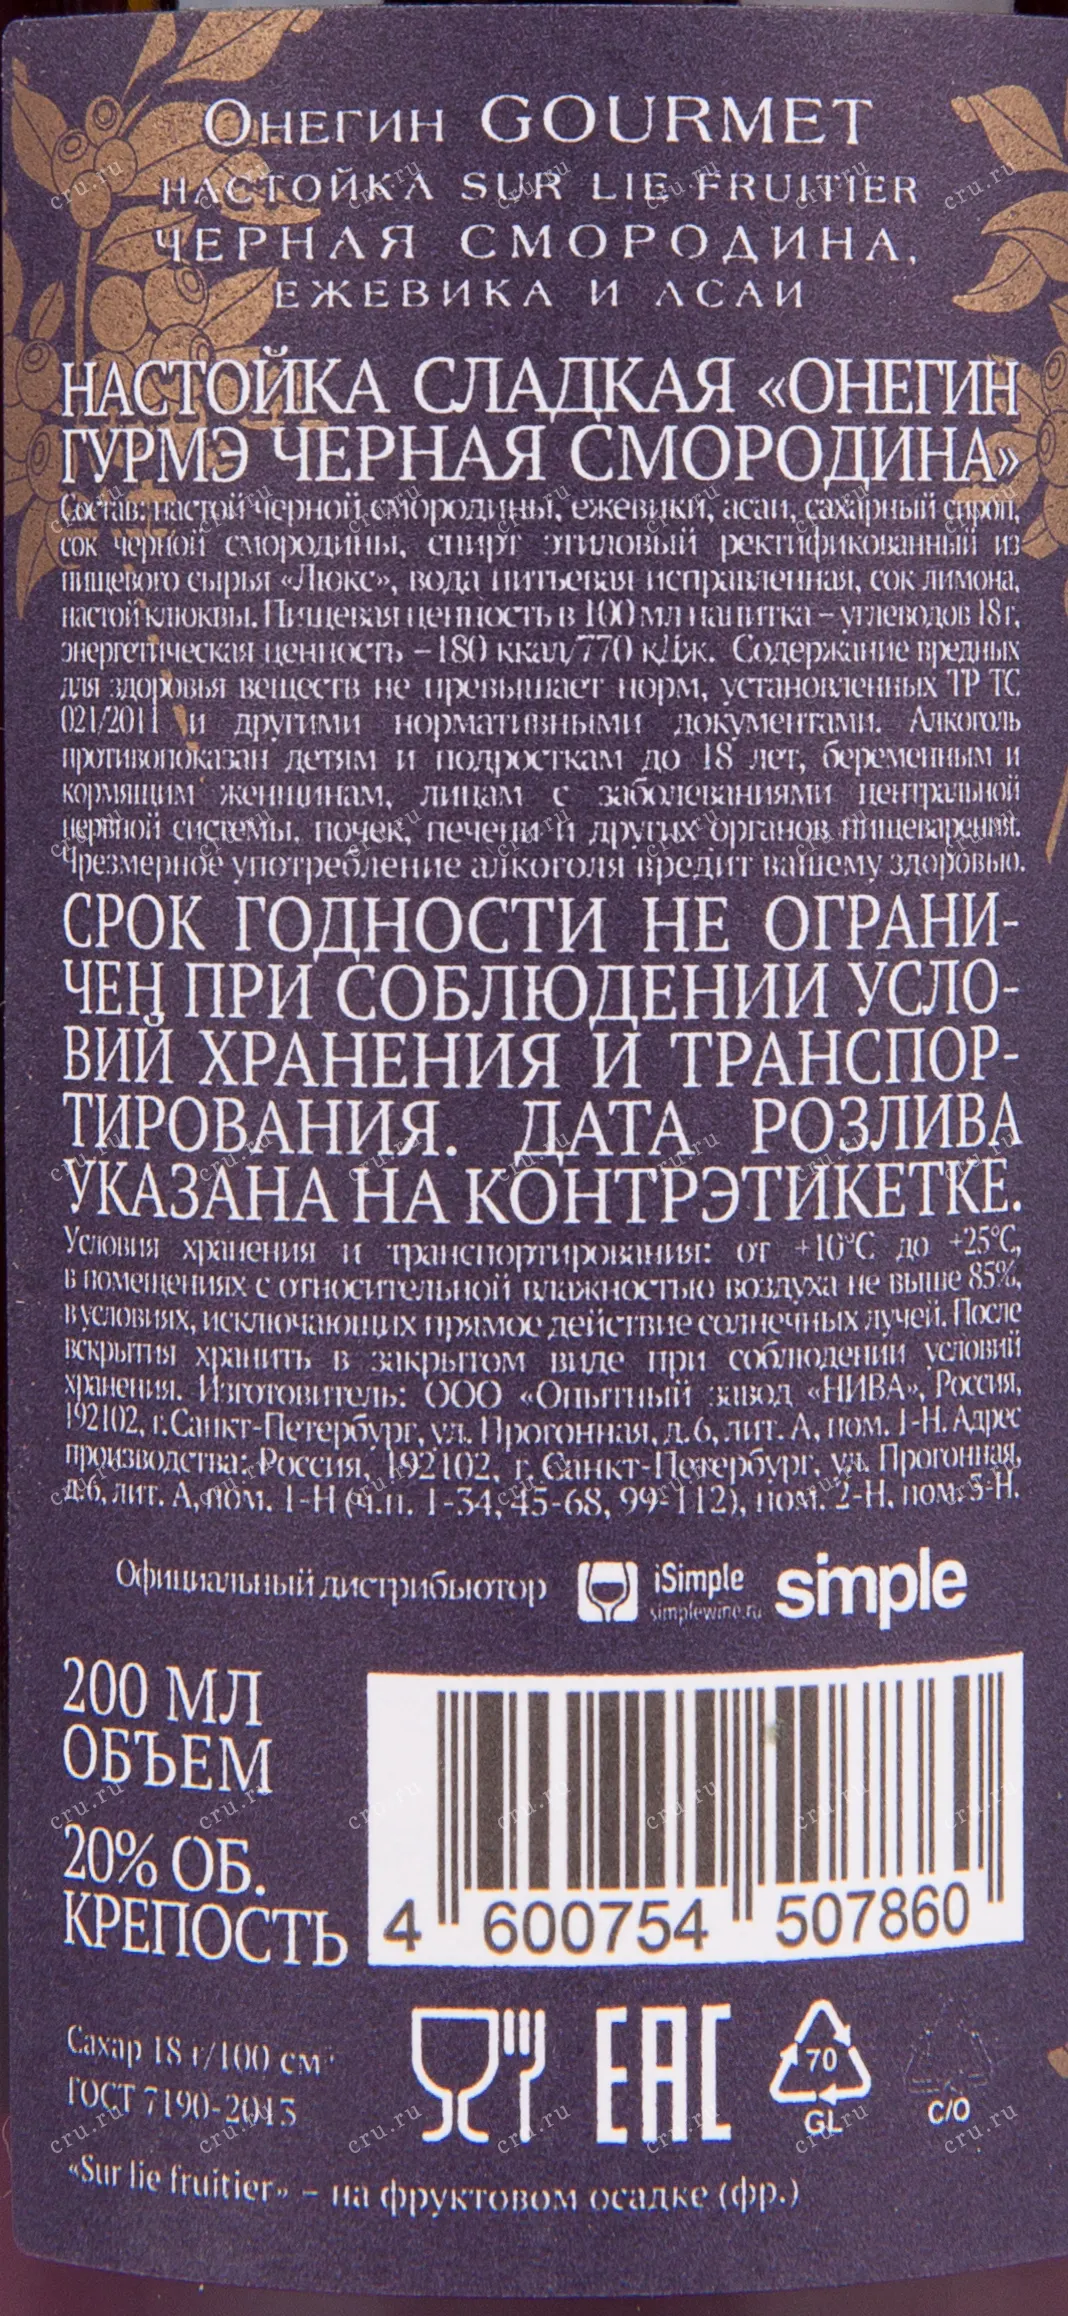 Онегин GOURMET
НАСТОЙКА SUR LIE FRUITIER
ЧЕРНАЯ СМОРОДИНА,
ЕЖЕВИКА И АСАИ
НАСТОЙКА СЛАДКАЯ «ОНЕГИН
ГУРМЭ ЧЕРНАЯ СМОРОДИНА»
Состав: настой черной смородины, ежевики, асаи, сахарный сироп,
сок черной смородины, спирт этиловый ректификованный из
пищевого сырья «Люкс», вода питьевая исправленная, сок лимона,
настой клюквы. Пищевая ценность в 100 мл напитка – углеводов 18 г,
энергетическая ценность – 180 ккал/770 кДж. Содержание вредных
для здоровья веществ не превышает норм, установленных ТР ТС
021/2011 и другими нормативными документами. Алкоголь
противопоказан детям и подросткам до 18 лет, беременным и
кормящим женщинам, лицам с заболеваниями центральной
нервной системы, почек, печени и других органов пищеварения.
Чрезмерное употребление алкоголя вредит вашему здоровью.
СРОК ГОДНОСТИ НЕ ОГРАНИ-
ЧЕН ПРИ СОБЛЮДЕНИИ УСЛО-
ВИЙ ХРАНЕНИЯ И ТРАНСПОР-
ТИРОВАНИЯ. ДАТА РОЗЛИВА
УКАЗАНА НА КОНТРЭТИКЕТКЕ.
Условия хранения и транспортирования: от +10°С до +25°С,
в помещениях с относительной влажностью воздуха не выше 85%,
в условиях, исключающих прямое действие солнечных лучей. После
вскрытия хранить в закрытом виде при соблюдении условий
хранения. Изготовитель: ООО «Опытный завод «НИВА», Россия,
192102, г.Санкт-Петербург, ул. Прогонная, д.6, лит. А, пом. 1-Н. Адрес
производства: Россия, 192102, г. Санкт-Петербург, ул. Прогонная,
д.6, лит. А, пом. 1-Н (ч.п. 1-34, 45-68, 99-112), пом. 2-Н, пом. 5-Н.
Официальный дистрибьютор iSimple simple
simplewine.ru
200 МЛ
ОБЪЕМ
20% ОБ.
КРЕПОСТЬ
4 600754 507860
Сахар 18 г/100 см³
ГОСТ 7190-2013
EAC
70
GL
C/O
«Sur lie fruitier» – на фруктовом осадке (фр.)
cru.ru